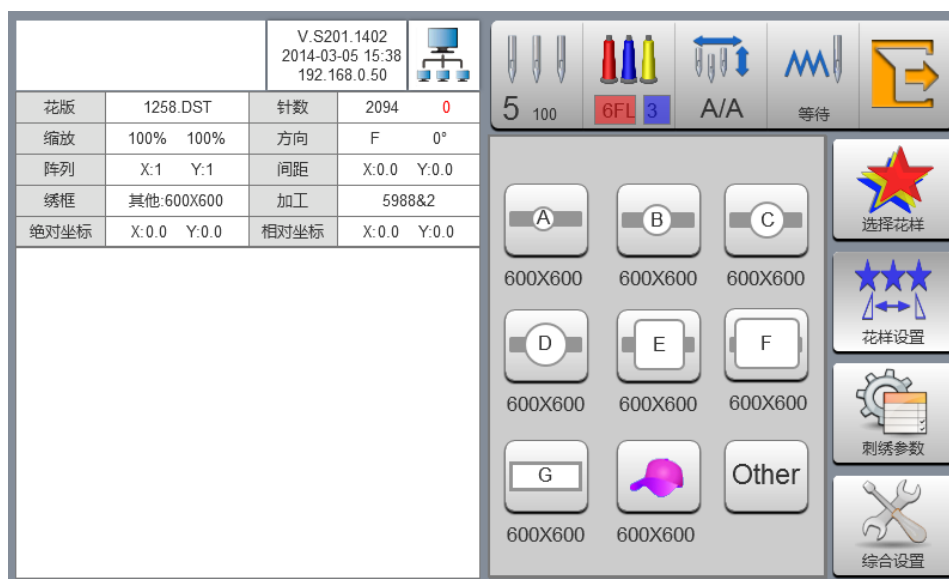 V.S201.1402
2014-03-05 15:38
192.168.0.50
花版 1258.DST 针数 2094 0
缩放 100% 100% 方向 F 0°
阵列 X:1 Y:1 间距 X:0.0 Y:0.0
绣框 其他:600X600 加工 5988&2
绝对坐标 X:0.0 Y:0.0 相对坐标 X:0.0 Y:0.0
5 100 6FL 3 A/A 等待
A B C
600X600 600X600 600X600
D E F
600X600 600X600 600X600
G Other
600X600 600X600
选择花样
花样设置
刺绣参数
综合设置